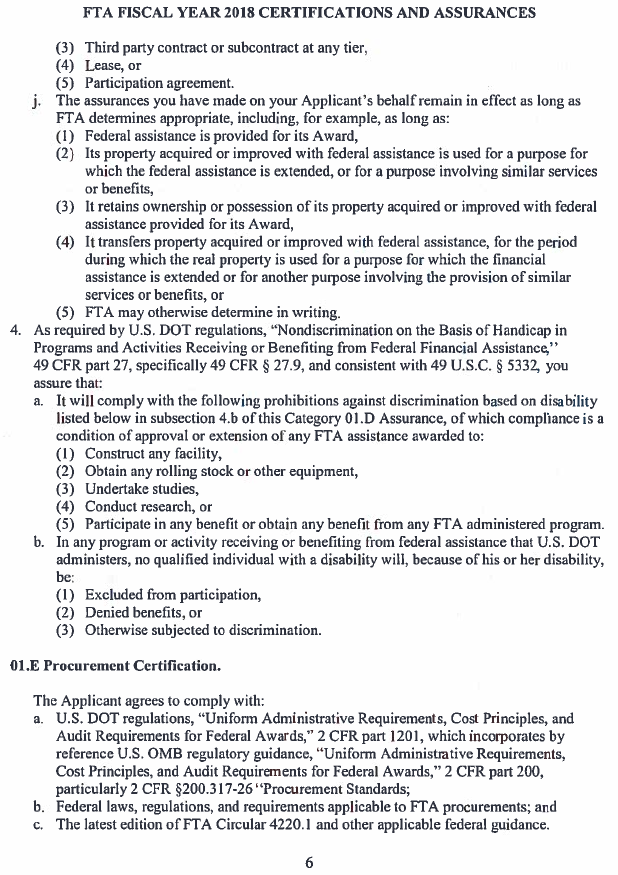 FTA FISCAL YEAR 2018 CERTIFICATIONS AND ASSURANCES
(3) Third party contract or subcontract at any tier,
(4) Lease, or
(5) Participation agreement.
j. The assurances you have made on your Applicant's behalf remain in effect as long as
FTA determines appropriate, including, for example, as long as:
(1) Federal assistance is provided for its Award,
(2) Its property acquired or improved with federal assistance is used for a purpose for
which the federal assistance is extended, or for a purpose involving similar services
or benefits,
(3) It retains ownership or possession of its property acquired or improved with federal
assistance provided for its Award,
(4) It transfers property acquired or improved with federal assistance, for the period
during which the real property is used for a purpose for which the financial
assistance is extended or for another purpose involving the provision of similar
services or benefits, or
(5) FTA may otherwise determine in writing.
4. As required by U.S. DOT regulations, “Nondiscrimination on the Basis of Handicap in
Programs and Activities Receiving or Benefiting from Federal Financial Assistance,”
49 CFR part 27, specifically 49 CFR § 27.9, and consistent with 49 U.S.C. § 5332, you
assure that:
a. It will comply with the following prohibitions against discrimination based on disability
listed below in subsection 4.b of this Category 01.D Assurance, of which compliance is a
condition of approval or extension of any FTA assistance awarded to:
(1) Construct any facility,
(2) Obtain any rolling stock or other equipment,
(3) Undertake studies,
(4) Conduct research, or
(5) Participate in any benefit or obtain any benefit from any FTA administered program.
b. In any program or activity receiving or benefiting from federal assistance that U.S. DOT
administers, no qualified individual with a disability will, because of his or her disability,
be:
(1) Excluded from participation,
(2) Denied benefits, or
(3) Otherwise subjected to discrimination.
01.E Procurement Certification.
The Applicant agrees to comply with:
a. U.S. DOT regulations, “Uniform Administrative Requirements, Cost Principles, and
Audit Requirements for Federal Awards,” 2 CFR part 1201, which incorporates by
reference U.S. OMB regulatory guidance, “Uniform Administrative Requirements,
Cost Principles, and Audit Requirements for Federal Awards,” 2 CFR part 200,
particularly 2 CFR §200.317-26 “Procurement Standards;
b. Federal laws, regulations, and requirements applicable to FTA procurements; and
c. The latest edition of FTA Circular 4220.1 and other applicable federal guidance.
6